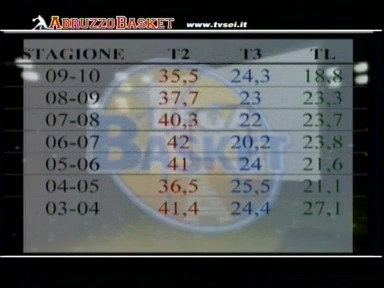 ABRUZZOBASKET www.tvsei.it
STAGIONE T2 T3 TL
09-10 35,5 24,3 18,8
08-09 37,7 23 23,3
07-08 40,3 22 23,7
06-07 42 20,2 23,8
05-06 41 24 21,6
04-05 36,5 25,5 21,1
03-04 41,4 24,4 27,1
BASKET